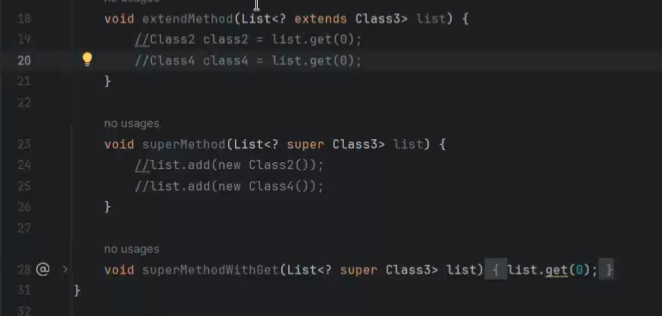 no usages
18 void extendMethod(List<? extends Class3> list) {
19 //Class2 class2 = list.get(0);
20 //Class4 class4 = list.get(0);
21 }
22
no usages
23 void superMethod(List<? super Class3> list) {
24 //list.add(new Class2());
25 //list.add(new Class4());
26 }
27
no usages
28 @ > void superMethodWithGet(List<? super Class3> list) { list.get(0); }
31 }
32